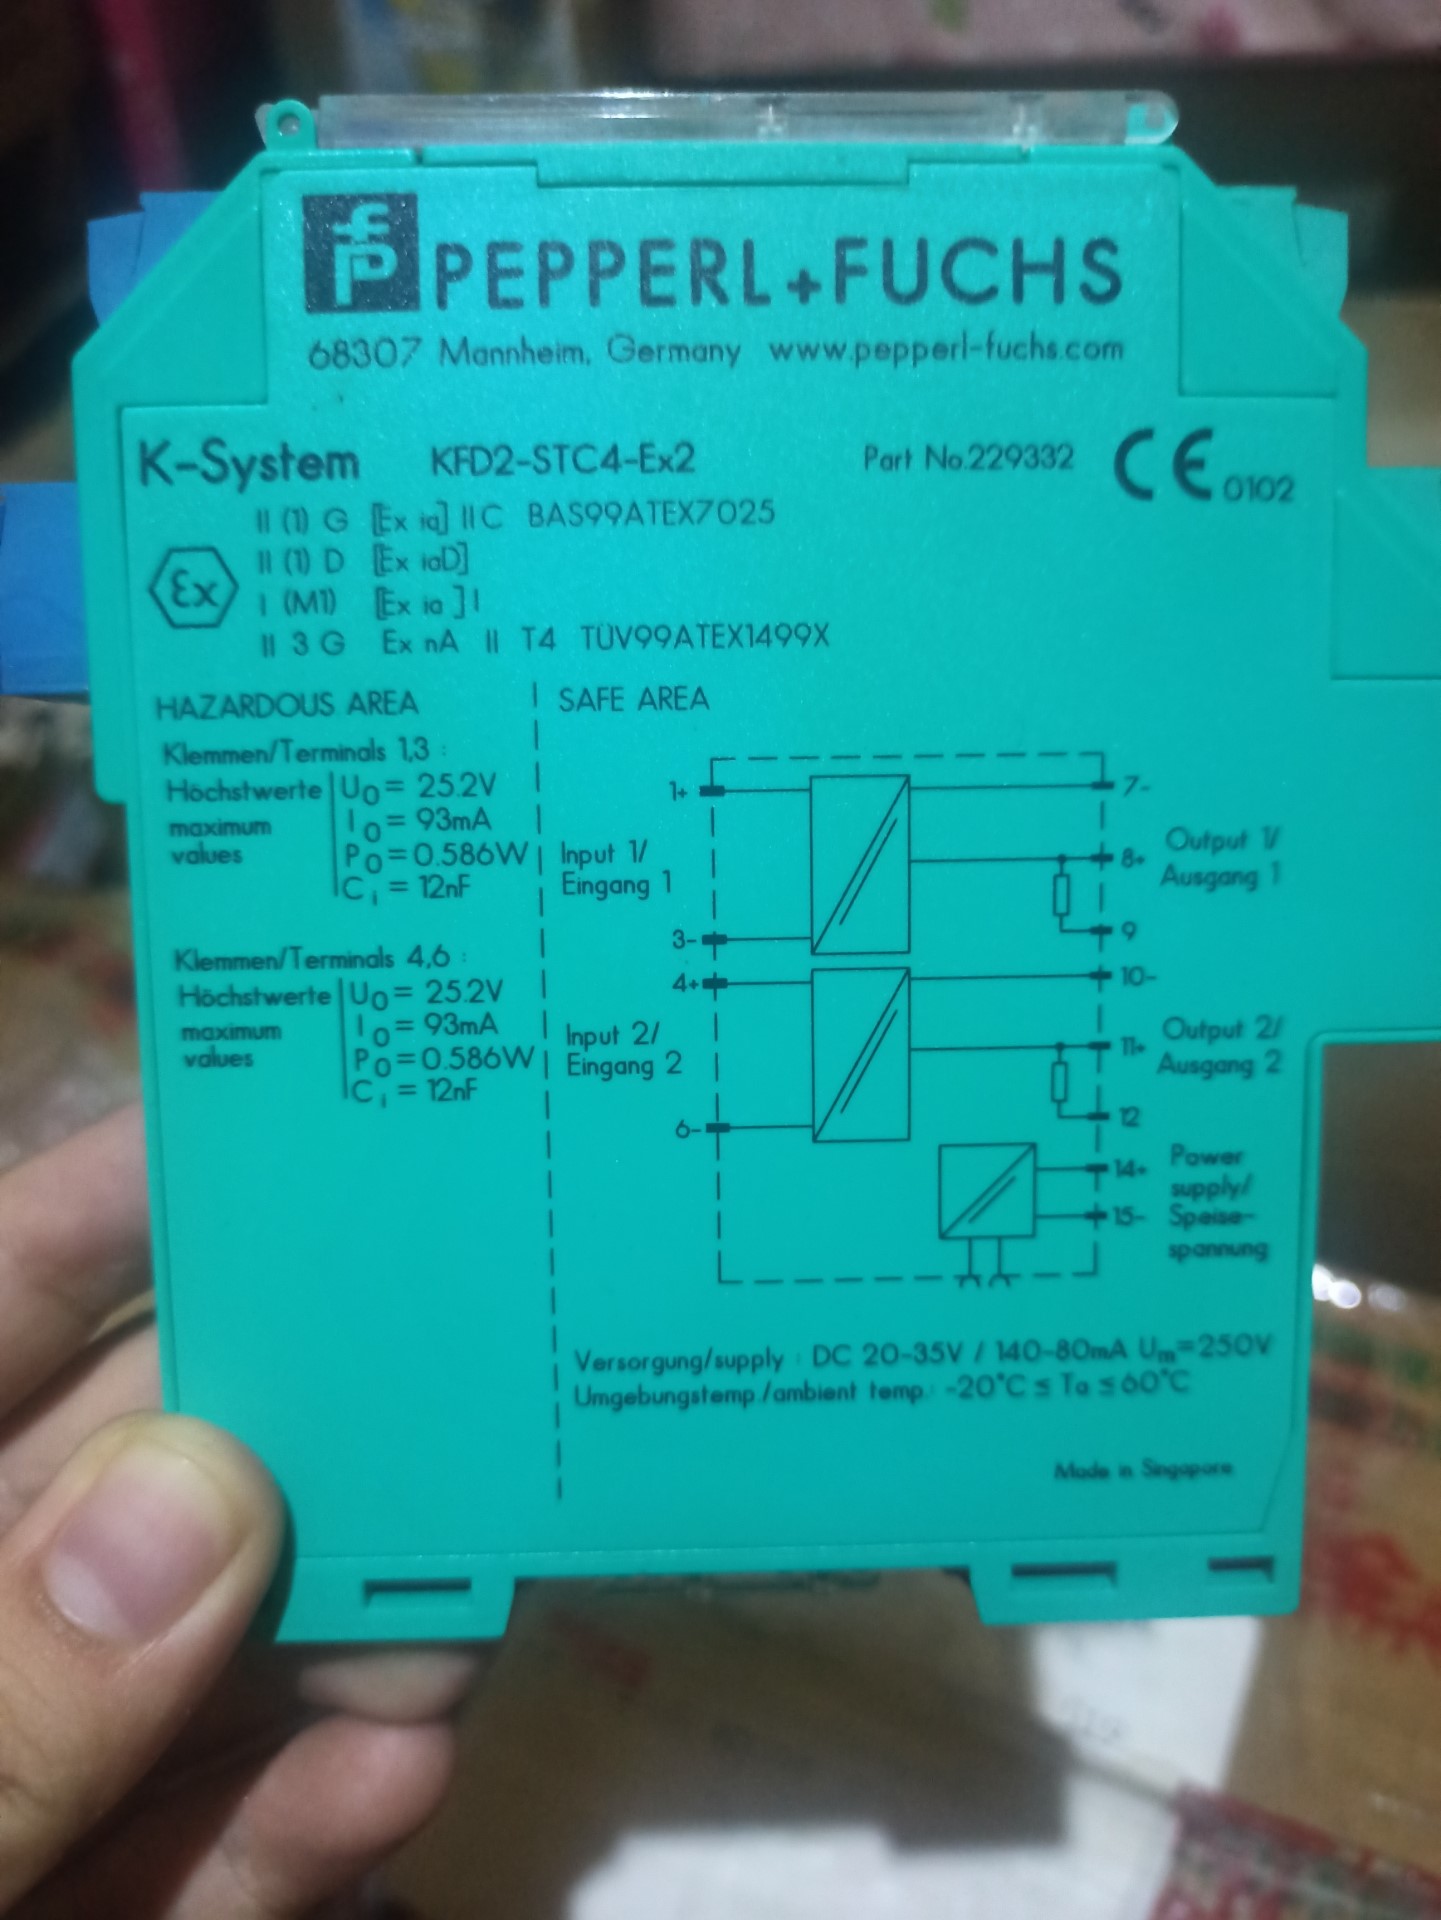 PEPPERL+FUCHS
68307 Mannheim, Germany www.pepperl-fuchs.com
K-System KFD2-STC4-Ex2 Part No.229332 CE 0102
II (1) G [Ex ia] IIC BAS99ATEX7025
Ex II (1) D [Ex iaD]
I (M1) [Ex ia ] I
II 3 G Ex nA II T4 TÜV99ATEX1499X
HAZARDOUS AREA
Klemmen/Terminals 1,3 :
Höchstwerte U₀= 25.2V
maximum I₀= 93mA
values P₀=0.586W
Cᵢ = 12nF
Klemmen/Terminals 4,6 :
Höchstwerte U₀= 25.2V
maximum I₀= 93mA
values P₀=0.586W
Cᵢ = 12nF
SAFE AREA
1+ 7-
Input 1/ 8+ Output 1/
Eingang 1 Ausgang 1
3- 9
4+ 10-
Input 2/ 11+ Output 2/
Eingang 2 Ausgang 2
6- 12
14+ Power
supply/
15- Speise-
spannung
Versorgung/supply : DC 20-35V / 140-80mA Uₘ=250V
Umgebungstemp./ambient temp.: -20°C ≤ Ta ≤ 60°C
Made in Singapore